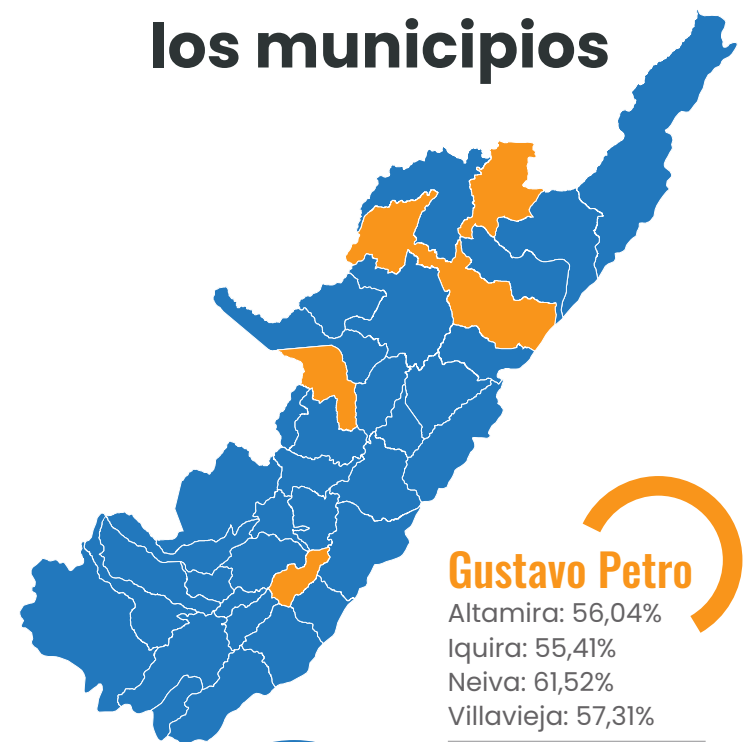 los municipios
Gustavo Petro
Altamira: 56,04%
Iquira: 55,41%
Neiva: 61,52%
Villavieja: 57,31%